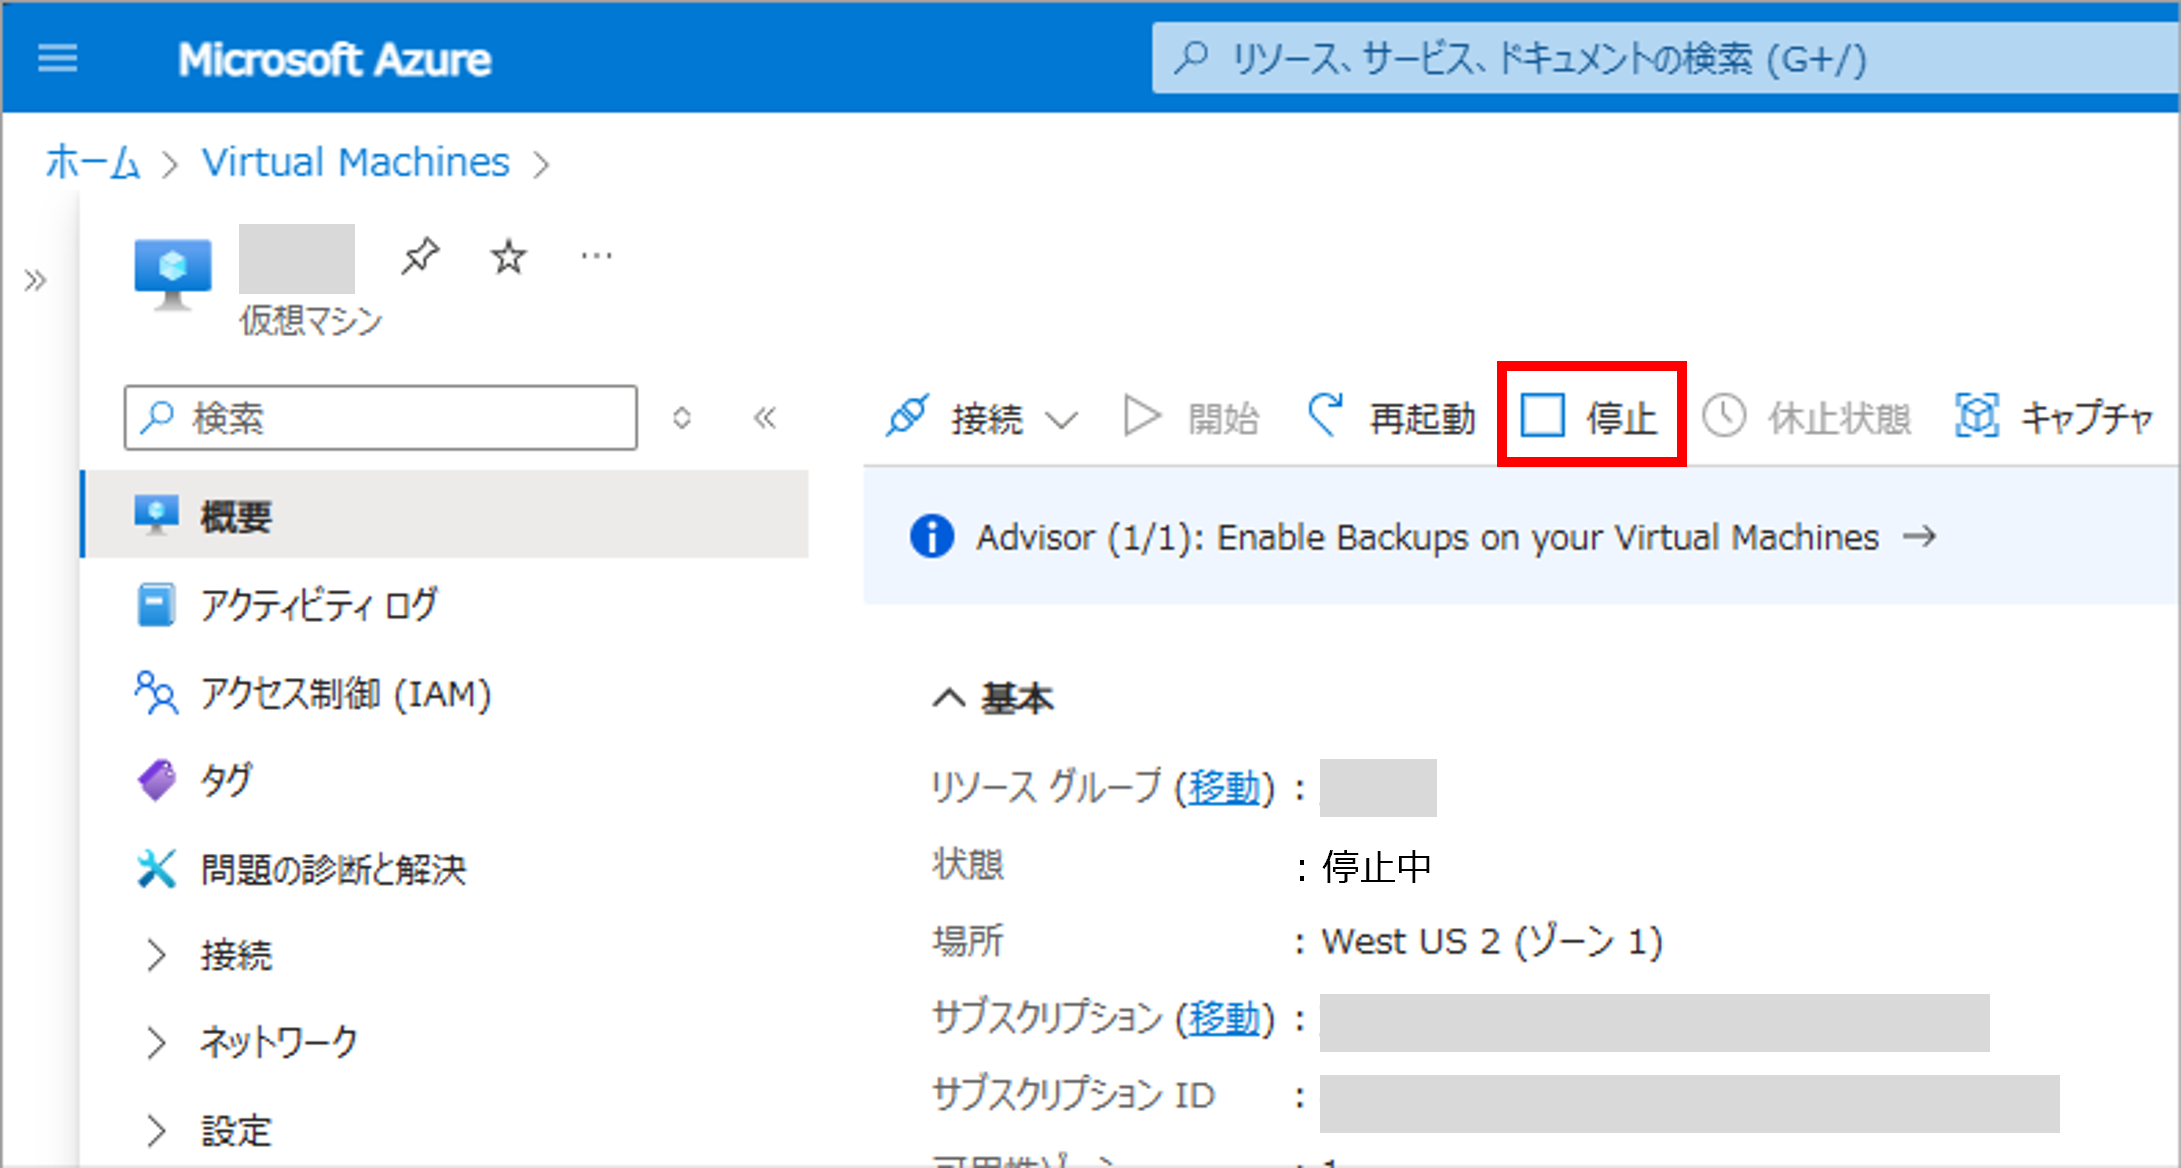 Microsoft Azure
リソース、サービス、ドキュメントの検索 (G+/)
ホーム > Virtual Machines >
仮想マシン
検索
接続 開始 再起動 停止 休止状態 キャプチャ
概要
Advisor (1/1): Enable Backups on your Virtual Machines →
アクティビティ ログ
アクセス制御 (IAM)
タグ
問題の診断と解決
接続
ネットワーク
設定
基本
リソース グループ (移動) :
状態 : 停止中
場所 : West US 2 (ゾーン 1)
サブスクリプション (移動) :
サブスクリプション ID :